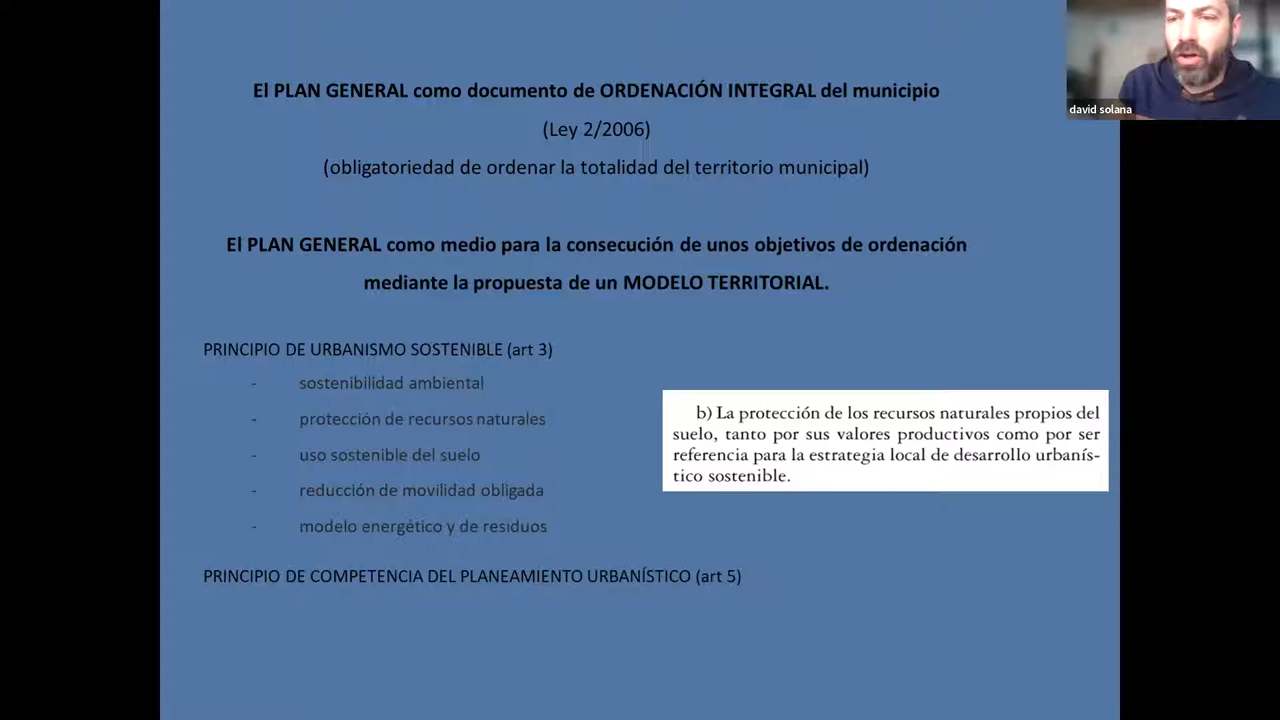 El PLAN GENERAL como documento de ORDENACIÓN INTEGRAL del municipio
(Ley 2/2006)
(obligatoriedad de ordenar la totalidad del territorio municipal)
El PLAN GENERAL como medio para la consecución de unos objetivos de ordenación
mediante la propuesta de un MODELO TERRITORIAL.
PRINCIPIO DE URBANISMO SOSTENIBLE (art 3)
- sostenibilidad ambiental
- protección de recursos naturales
- uso sostenible del suelo
- reducción de movilidad obligada
- modelo energético y de residuos
b) La protección de los recursos naturales propios del
suelo, tanto por sus valores productivos como por ser
referencia para la estrategia local de desarrollo urbanís-
tico sostenible.
PRINCIPIO DE COMPETENCIA DEL PLANEAMIENTO URBANÍSTICO (art 5)
david solana